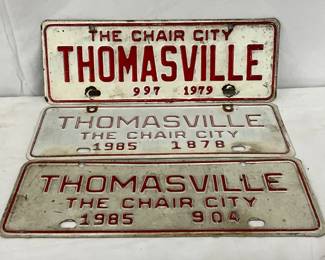 THE CHAIR CITY
THOMASVILLE
997 1979
THOMASVILLE
THE CHAIR CITY
1985 1878
THOMASVILLE
THE CHAIR CITY
1985 904